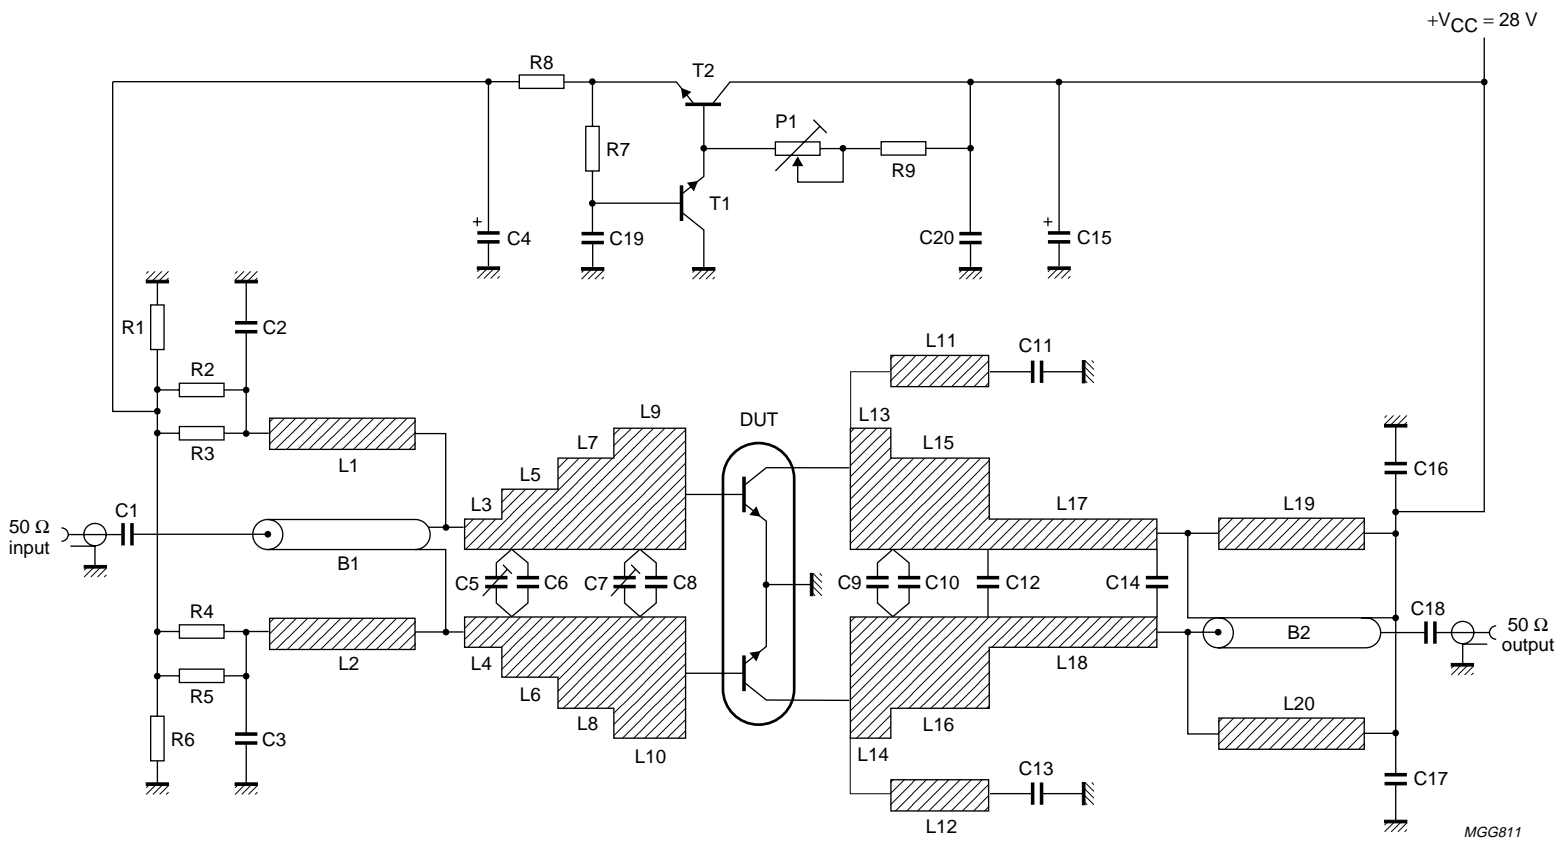 +VCC = 28 V
R8
T2
P1
R7
R9
T1
C4
C19
C20
C15
+
+
R1
C2
R2
R3
L1
L11
C11
L9
L7
L5
L3
DUT
L13
L15
L17
L19
C16
C1
50 Ω
input
B1
C5
C6
C7
C8
C9
C10
C12
C14
C18
50 Ω
output
B2
R4
L2
R5
L4
L6
L8
L10
L18
L16
L14
L20
R6
C3
C13
L12
C17
MGG811